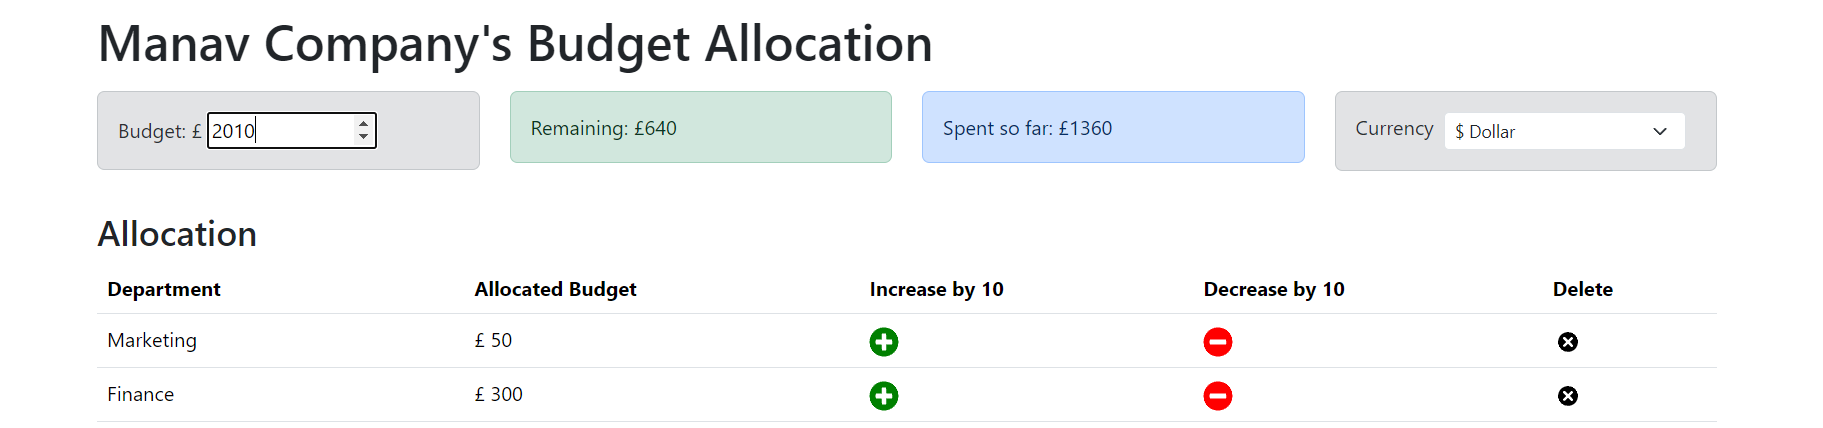 Manav Company's Budget Allocation
Budget: £ 2010
Remaining: £640
Spent so far: £1360
Currency $ Dollar
Allocation
Department Allocated Budget Increase by 10 Decrease by 10 Delete
Marketing £ 50
Finance £ 300